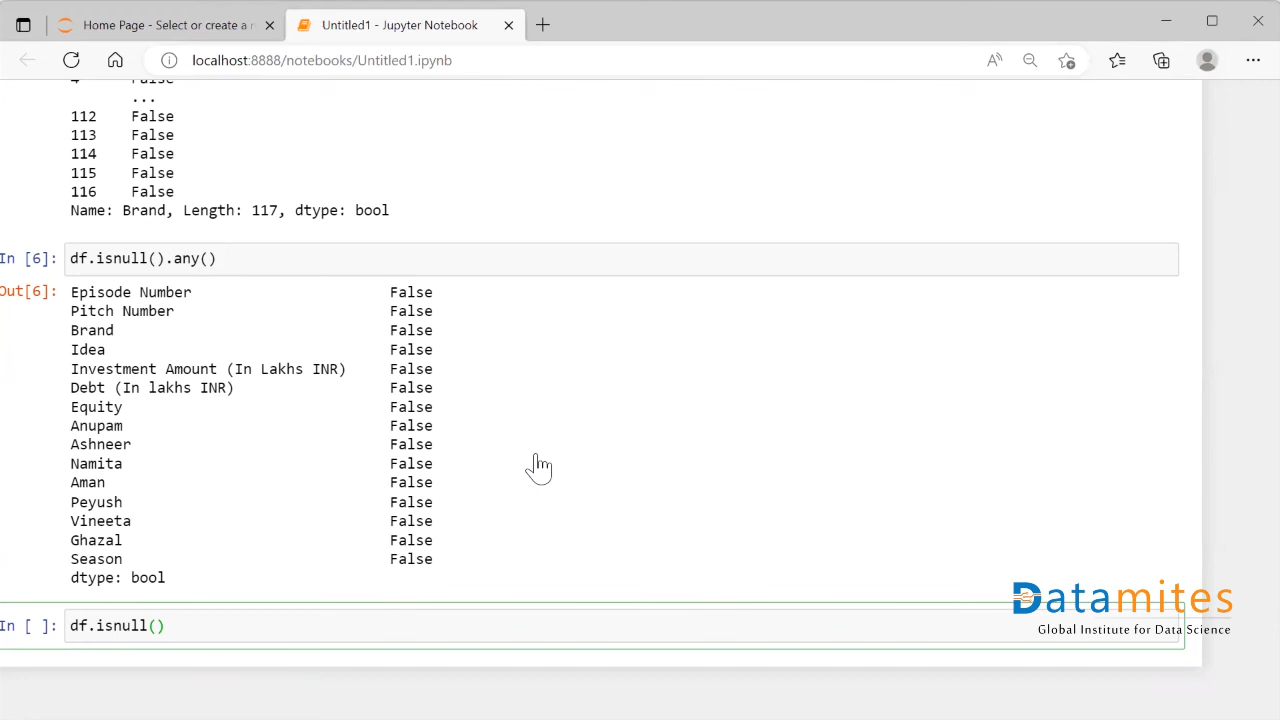 Home Page - Select or create a n
Untitled1 - Jupyter Notebook
localhost:8888/notebooks/Untitled1.ipynb
4 False
...
112 False
113 False
114 False
115 False
116 False
Name: Brand, Length: 117, dtype: bool
In [6]: df.isnull().any()
Out[6]: Episode Number False
Pitch Number False
Brand False
Idea False
Investment Amount (In Lakhs INR) False
Debt (In lakhs INR) False
Equity False
Anupam False
Ashneer False
Namita False
Aman False
Peyush False
Vineeta False
Ghazal False
Season False
dtype: bool
In [ ]: df.isnull()
Datamites
Global Institute for Data Science